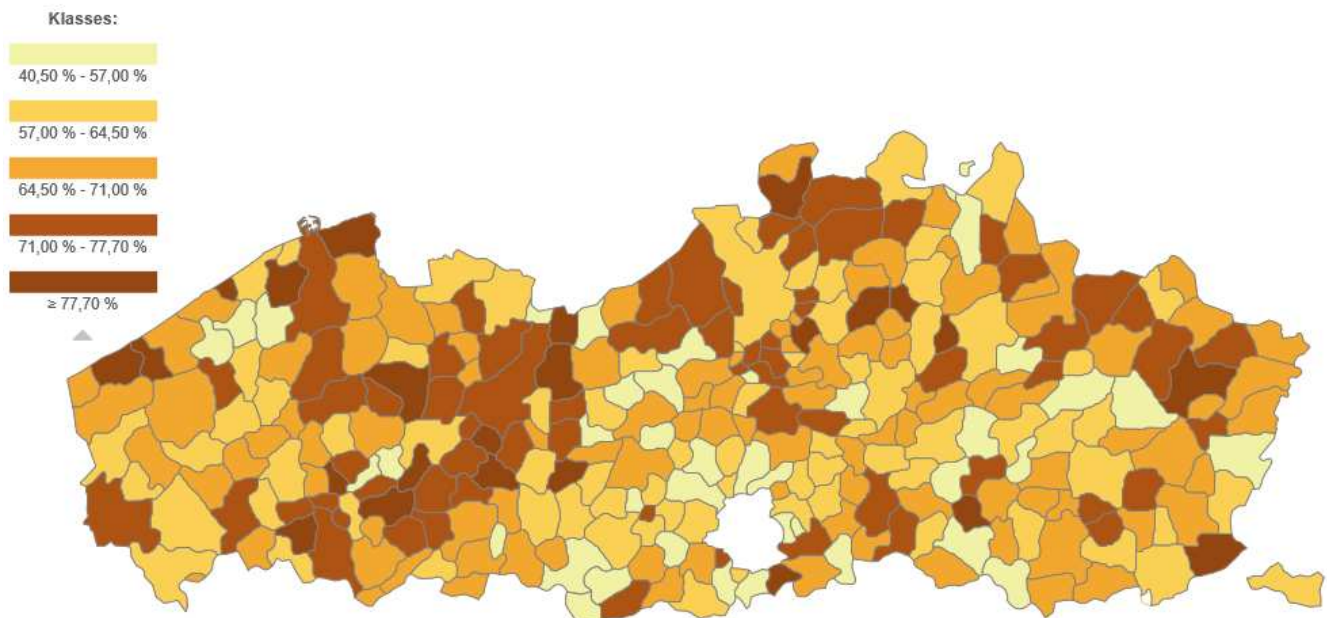 Klasses:
40,50 % - 57,00 %
57,00 % - 64,50 %
64,50 % - 71,00 %
71,00 % - 77,70 %
≥ 77,70 %